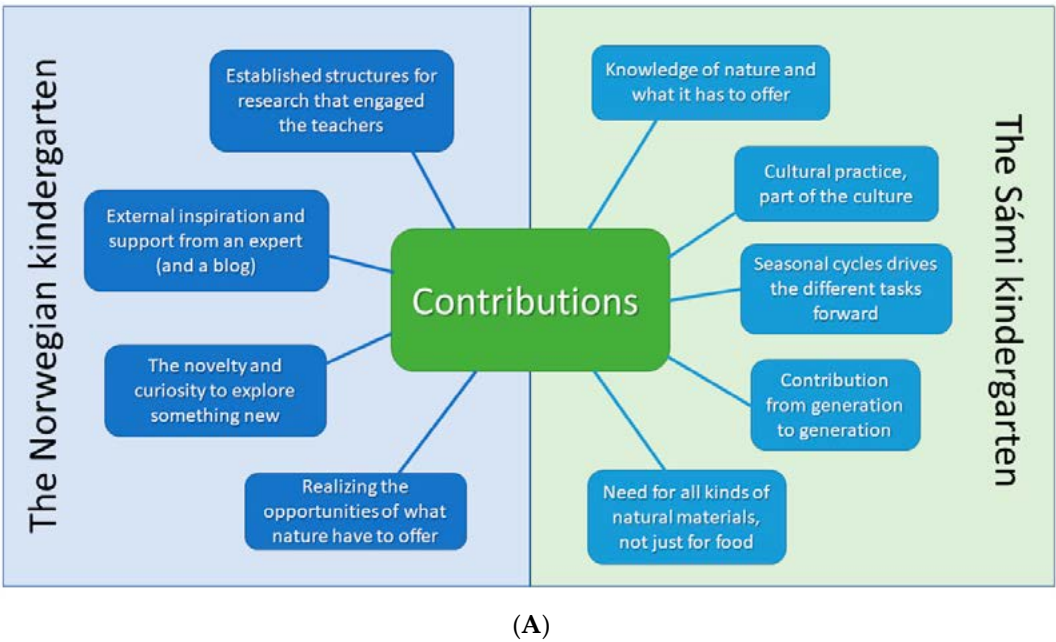 The Norwegian kindergarten
Established structures for
research that engaged
the teachers
External inspiration and
support from an expert
(and a blog)
The novelty and
curiosity to explore
something new
Realizing the
opportunities of what
nature have to offer
Contributions
Knowledge of nature and
what it has to offer
Cultural practice,
part of the culture
Seasonal cycles drives
the different tasks
forward
Contribution
from generation
to generation
Need for all kinds of
natural materials,
not just for food
The Sámi kindergarten
(A)